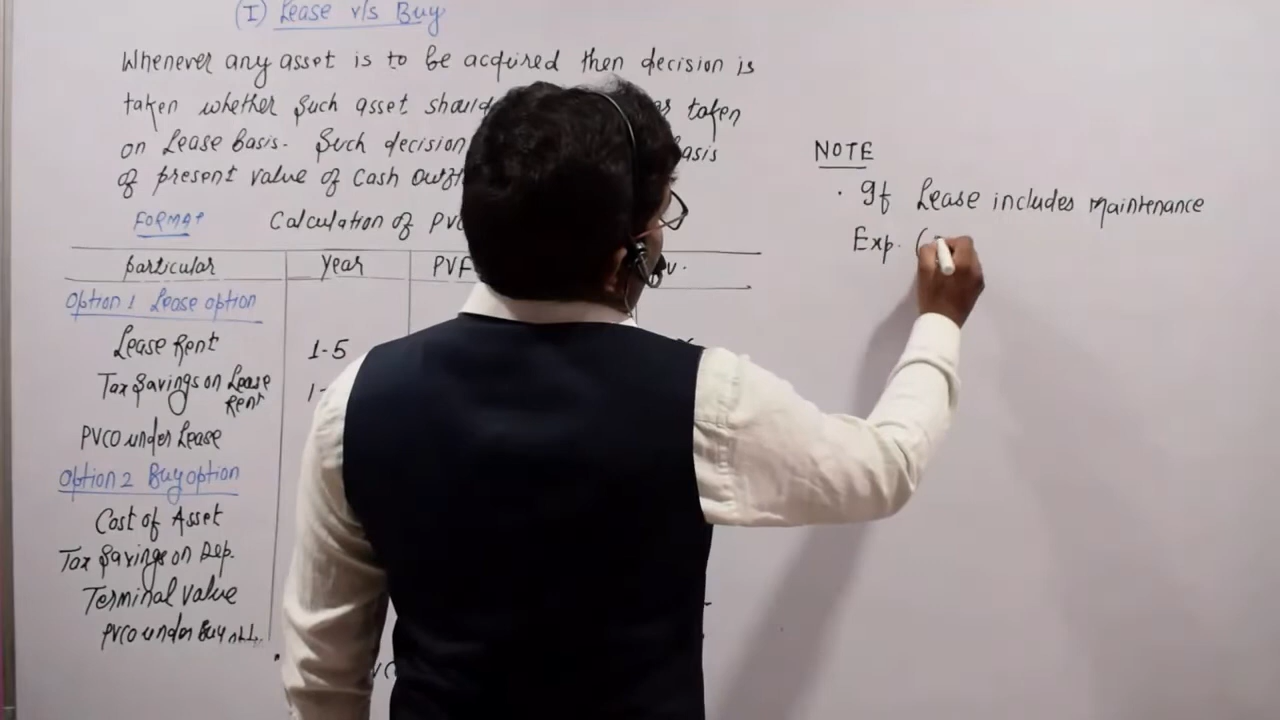 (I) Lease v/s Buy
Whenever any asset is to be acquired then decision is
taken whether Such asset should taken
on Lease Basis. Such decision
of present value of Cash
FORMAT Calculation of
particular year PVF
Option 1 Lease option
Lease Rent 1-5
Tax Savings on Lease
Rent
PVCO under Lease
Option 2 Buy option
Cost of Asset
Tax Savings on Dep.
Terminal Value
PVCO under Buy
NOTE
· If Lease includes Maintenance
Exp. (